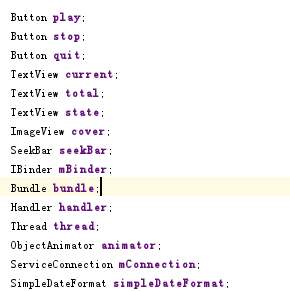 Button play;
Button stop;
Button quit;
TextView current;
TextView total;
TextView state;
ImageView cover;
SeekBar seekBar;
IBinder mBinder;
Bundle bundle;
Handler handler;
Thread thread;
ObjectAnimator animator;
ServiceConnection mConnection;
SimpleDateFormat simpleDateFormat;